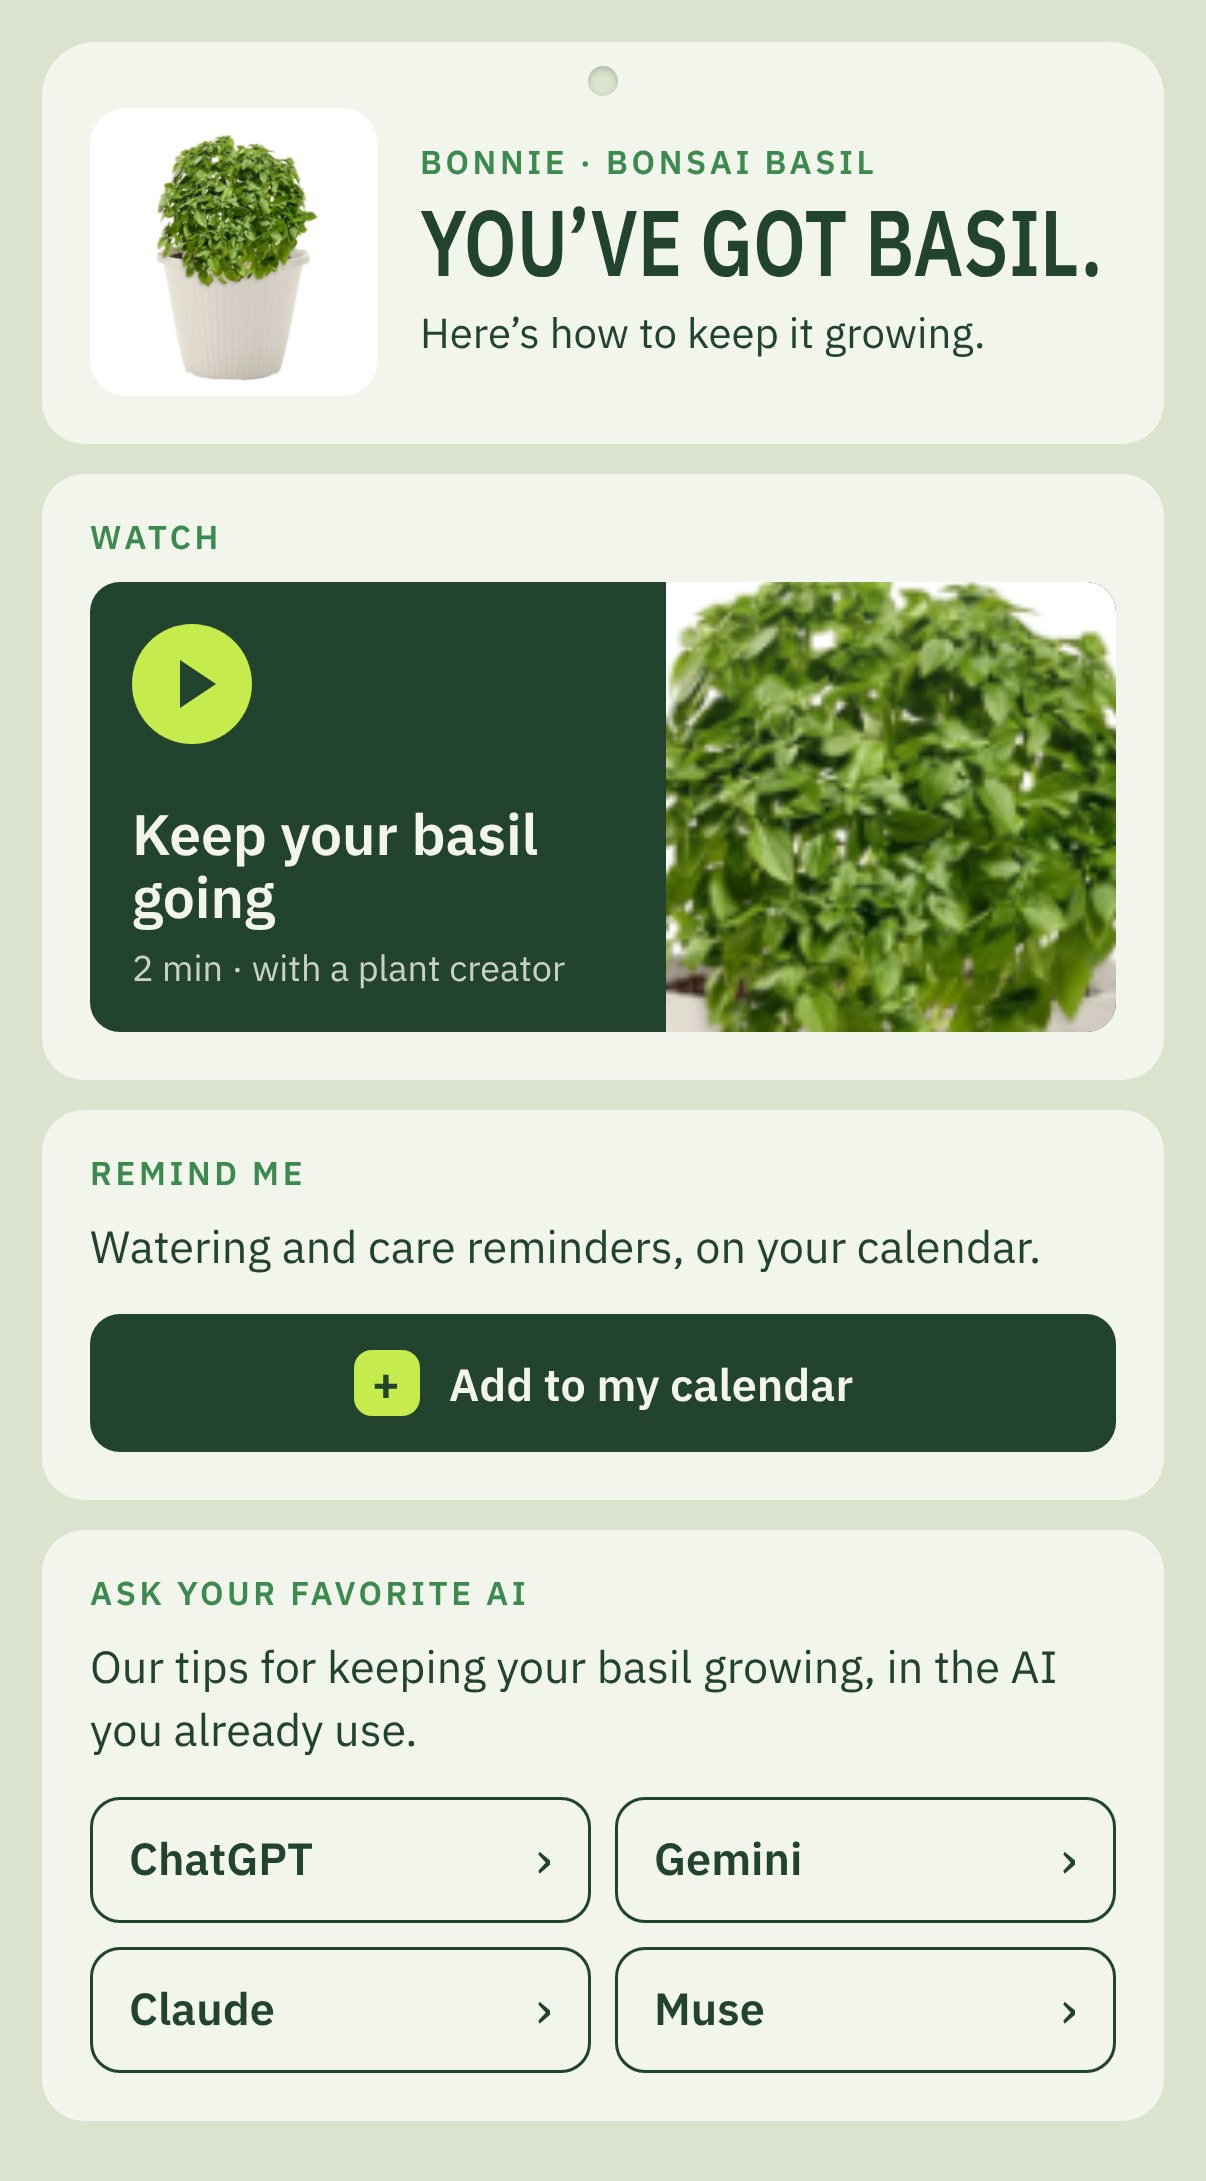 BONNIE · BONSAI BASIL
YOU’VE GOT BASIL.
Here’s how to keep it growing.
WATCH
Keep your basil
going
2 min · with a plant creator
REMIND ME
Watering and care reminders, on your calendar.
+ Add to my calendar
ASK YOUR FAVORITE AI
Our tips for keeping your basil growing, in the AI
you already use.
ChatGPT ›
Gemini ›
Claude ›
Muse ›